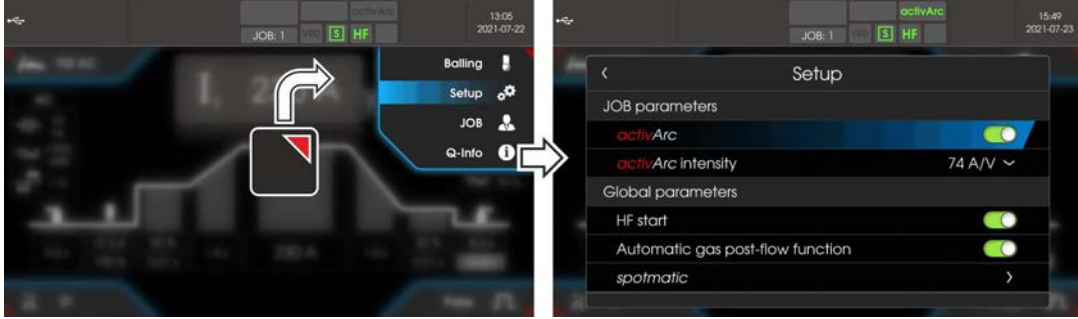 activArc
JOB: 1 VRD S HF
13:05
2021-07-22
Balling
Setup
JOB
Q-Info
activArc
JOB: 1 VRD S HF
15:49
2021-07-23
Setup
JOB parameters
activArc
activArc intensity 74 A/V
Global parameters
HF start
Automatic gas post-flow function
spotmatic